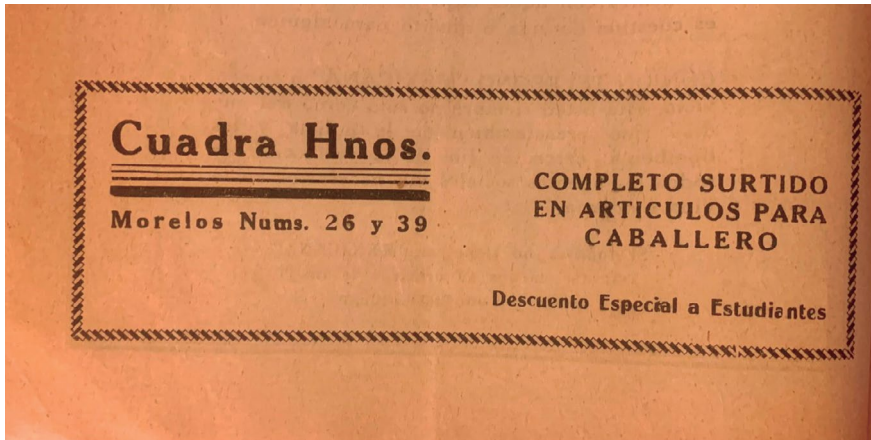 Cuadra Hnos.
Morelos Nums. 26 y 39
COMPLETO SURTIDO
EN ARTICULOS PARA
CABALLERO
Descuento Especial a Estudiantes